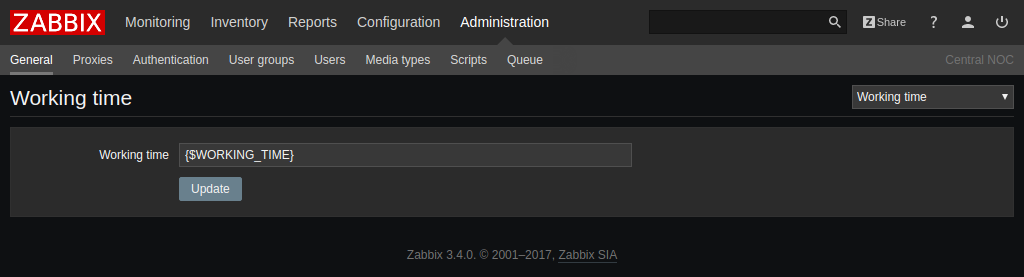 ZABBIX Monitoring Inventory Reports Configuration Administration Z Share ?
General Proxies Authentication User groups Users Media types Scripts Queue Central NOC
Working time Working time
Working time {$WORKING_TIME}
Update
Zabbix 3.4.0. © 2001–2017, Zabbix SIA